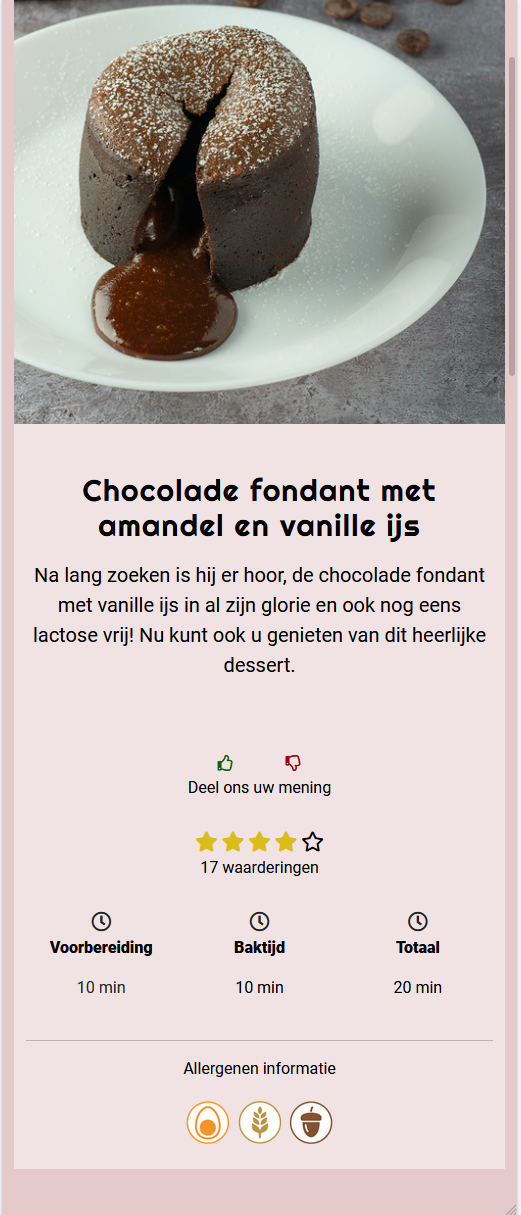 Chocolade fondant met
amandel en vanille ijs
Na lang zoeken is hij er hoor, de chocolade fondant
met vanille ijs in al zijn glorie en ook nog eens
lactose vrij! Nu kunt ook u genieten van dit heerlijke
dessert.
Deel ons uw mening
17 waarderingen
Voorbereiding Baktijd Totaal
10 min 10 min 20 min
Allergenen informatie